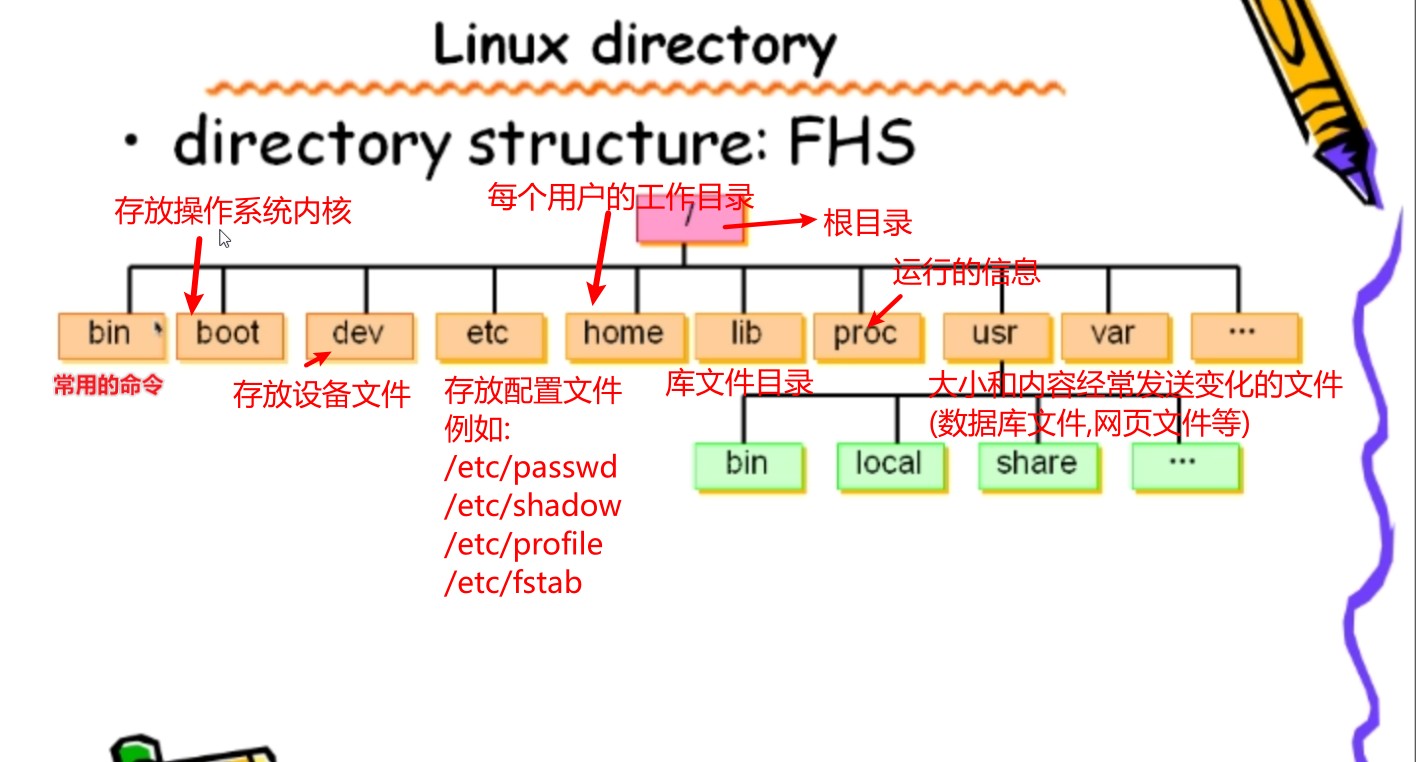 Linux directory
• directory structure: FHS
存放操作系统内核
每个用户的工作目录
/
根目录
运行的信息
bin
boot
dev
etc
home
lib
proc
usr
var
...
常用的命令
存放设备文件
存放配置文件
例如:
/etc/passwd
/etc/shadow
/etc/profile
/etc/fstab
库文件目录
大小和内容经常发送变化的文件
(数据库文件,网页文件等)
bin
local
share
...